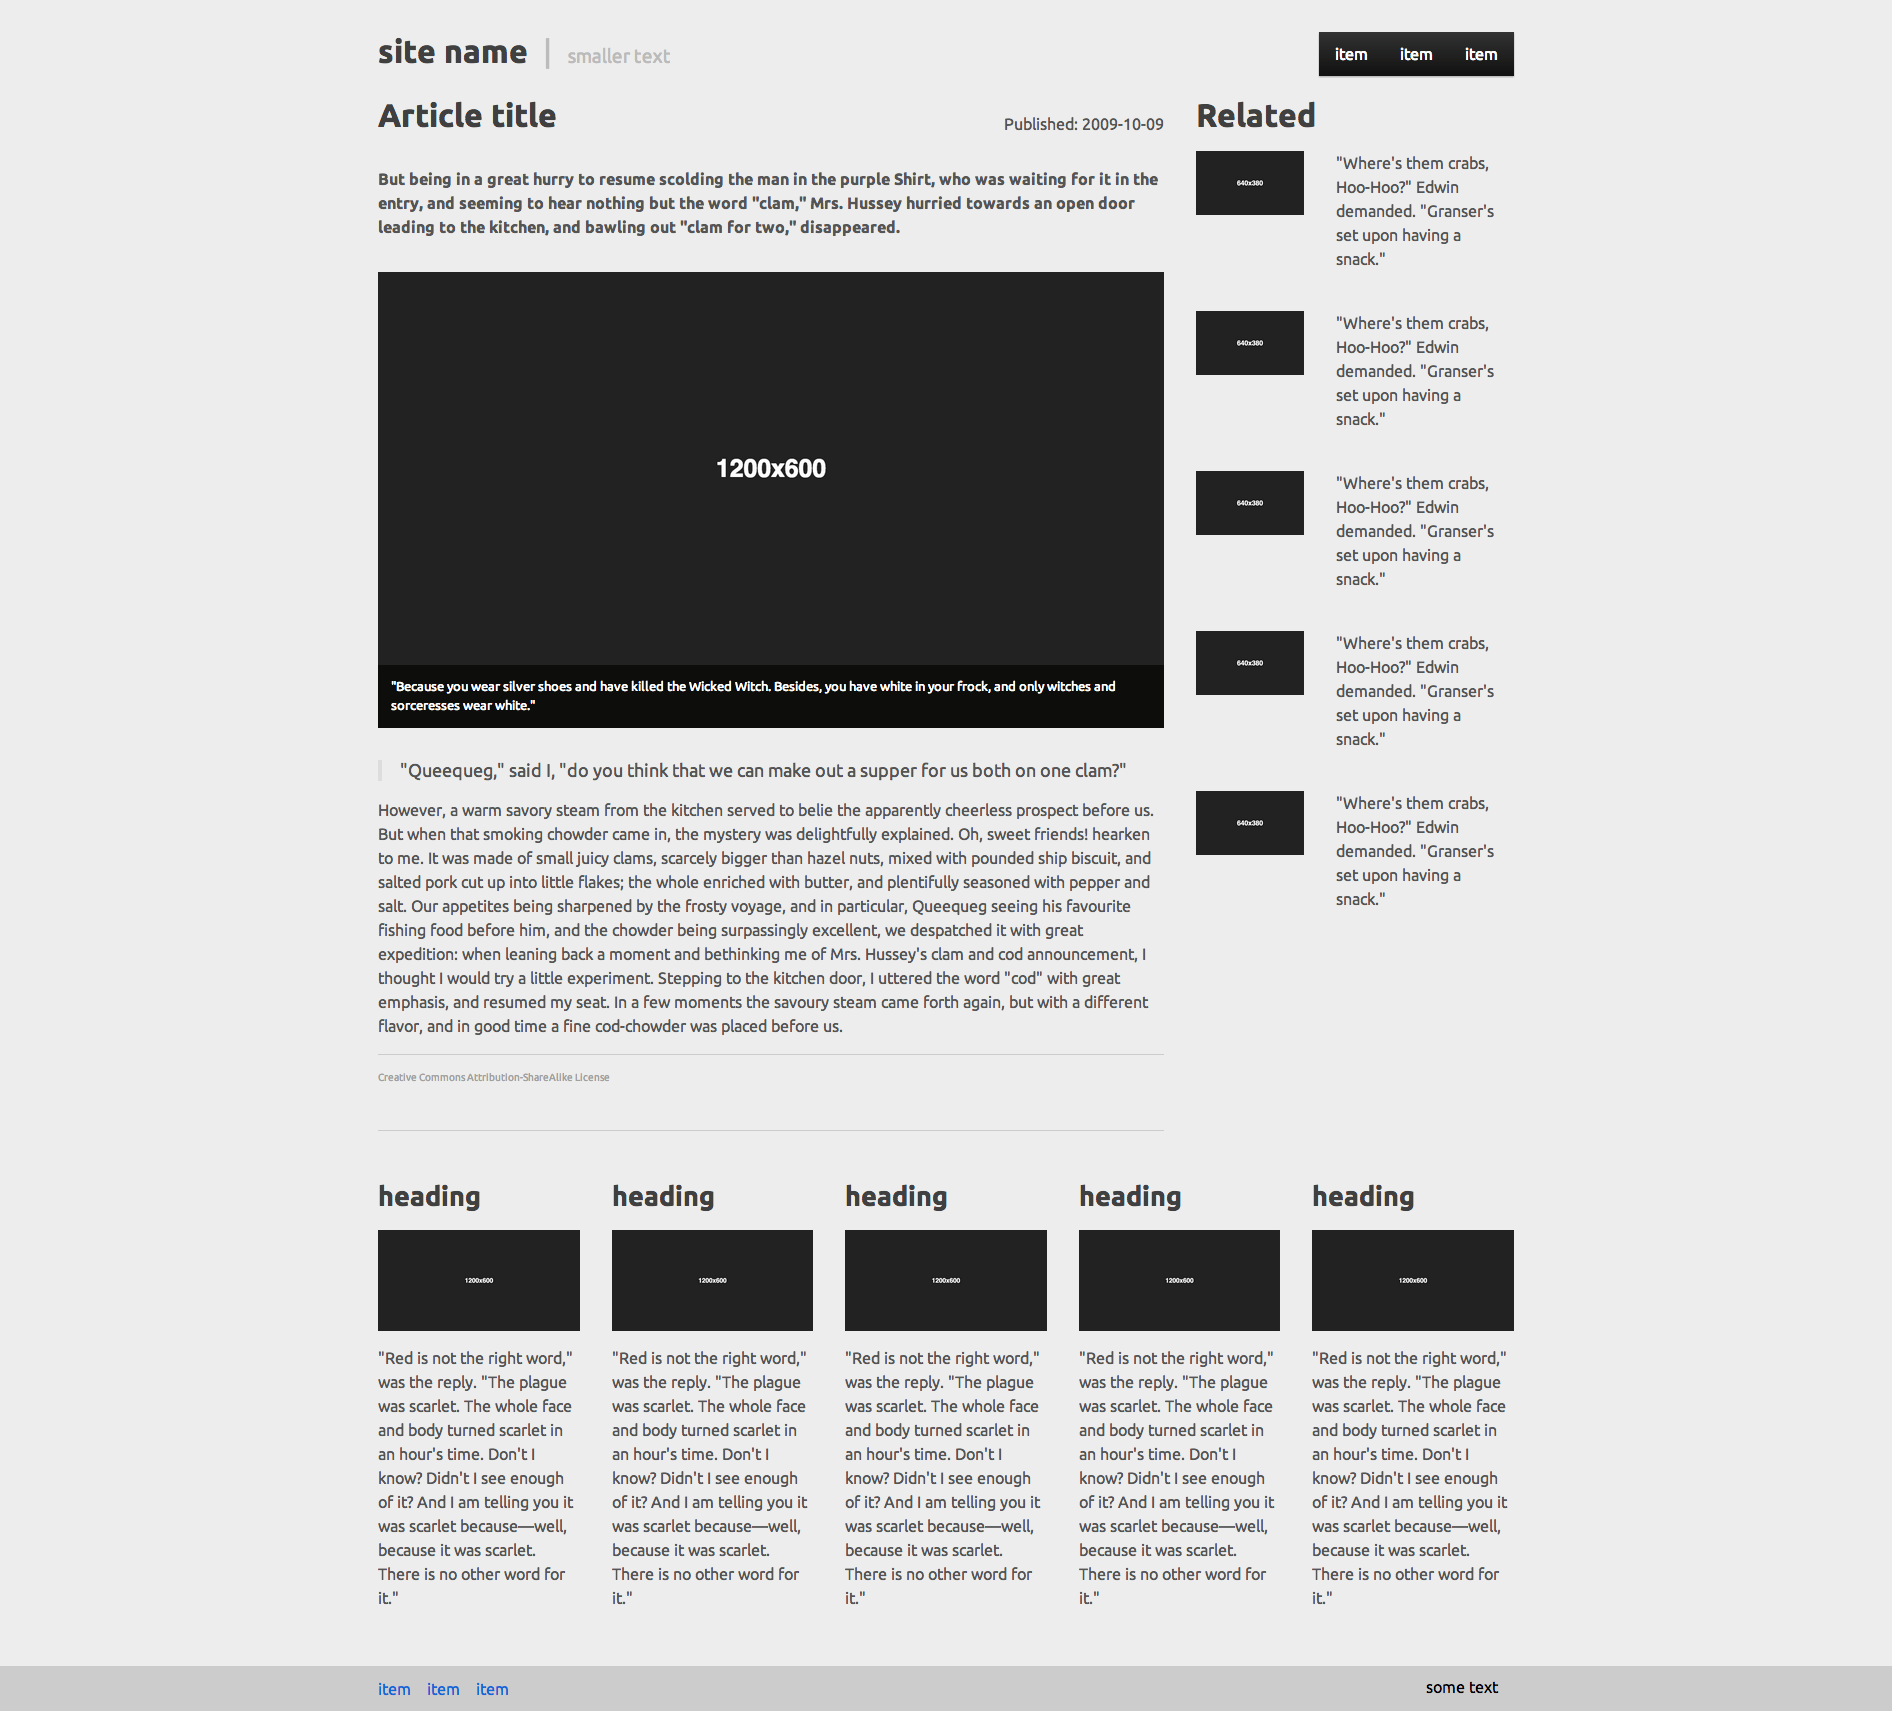 site name | smaller text
item item item
Article title
Published: 2009-10-09
But being in a great hurry to resume scolding the man in the purple Shirt, who was waiting for it in the
entry, and seeming to hear nothing but the word "clam," Mrs. Hussey hurried towards an open door
leading to the kitchen, and bawling out "clam for two," disappeared.
1200x600
"Because you wear silver shoes and have killed the Wicked Witch. Besides, you have white in your frock, and only witches and
sorceresses wear white."
"Queequeg," said I, "do you think that we can make out a supper for us both on one clam?"
However, a warm savory steam from the kitchen served to belie the apparently cheerless prospect before us.
But when that smoking chowder came in, the mystery was delightfully explained. Oh, sweet friends! hearken
to me. It was made of small juicy clams, scarcely bigger than hazel nuts, mixed with pounded ship biscuit, and
salted pork cut up into little flakes; the whole enriched with butter, and plentifully seasoned with pepper and
salt. Our appetites being sharpened by the frosty voyage, and in particular, Queequeg seeing his favourite
fishing food before him, and the chowder being surpassingly excellent, we despatched it with great
expedition: when leaning back a moment and bethinking me of Mrs. Hussey's clam and cod announcement, I
thought I would try a little experiment. Stepping to the kitchen door, I uttered the word "cod" with great
emphasis, and resumed my seat. In a few moments the savoury steam came forth again, but with a different
flavor, and in good time a fine cod-chowder was placed before us.
Creative Commons Attribution-ShareAlike License
Related
640x380
"Where's them crabs,
Hoo-Hoo?" Edwin
demanded. "Granser's
set upon having a
snack."
640x380
"Where's them crabs,
Hoo-Hoo?" Edwin
demanded. "Granser's
set upon having a
snack."
640x380
"Where's them crabs,
Hoo-Hoo?" Edwin
demanded. "Granser's
set upon having a
snack."
640x380
"Where's them crabs,
Hoo-Hoo?" Edwin
demanded. "Granser's
set upon having a
snack."
640x380
"Where's them crabs,
Hoo-Hoo?" Edwin
demanded. "Granser's
set upon having a
snack."
heading
1200x600
"Red is not the right word,"
was the reply. "The plague
was scarlet. The whole face
and body turned scarlet in
an hour's time. Don't I
know? Didn't I see enough
of it? And I am telling you it
was scarlet because—well,
because it was scarlet.
There is no other word for
it."
heading
1200x600
"Red is not the right word,"
was the reply. "The plague
was scarlet. The whole face
and body turned scarlet in
an hour's time. Don't I
know? Didn't I see enough
of it? And I am telling you it
was scarlet because—well,
because it was scarlet.
There is no other word for
it."
heading
1200x600
"Red is not the right word,"
was the reply. "The plague
was scarlet. The whole face
and body turned scarlet in
an hour's time. Don't I
know? Didn't I see enough
of it? And I am telling you it
was scarlet because—well,
because it was scarlet.
There is no other word for
it."
heading
1200x600
"Red is not the right word,"
was the reply. "The plague
was scarlet. The whole face
and body turned scarlet in
an hour's time. Don't I
know? Didn't I see enough
of it? And I am telling you it
was scarlet because—well,
because it was scarlet.
There is no other word for
it."
heading
1200x600
"Red is not the right word,"
was the reply. "The plague
was scarlet. The whole face
and body turned scarlet in
an hour's time. Don't I
know? Didn't I see enough
of it? And I am telling you it
was scarlet because—well,
because it was scarlet.
There is no other word for
it."
item item item
some text